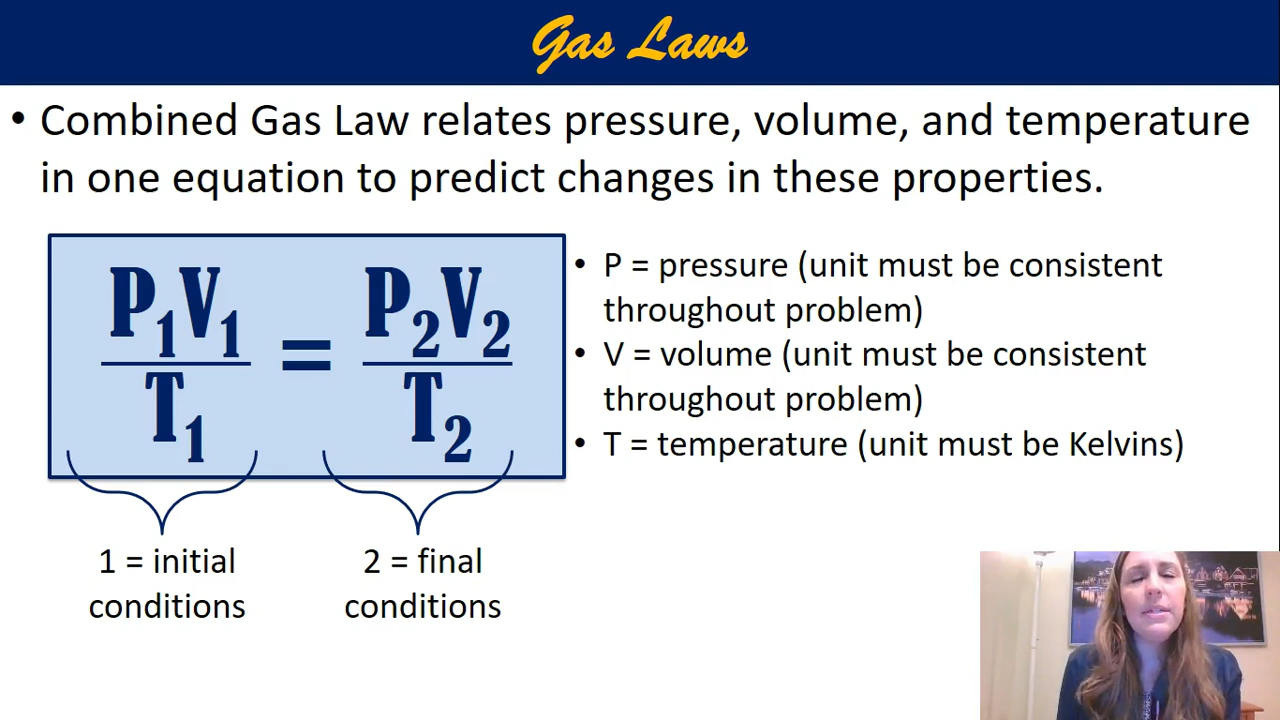 Gas Laws
• Combined Gas Law relates pressure, volume, and temperature
in one equation to predict changes in these properties.
P₁V₁ / T₁ = P₂V₂ / T₂
1 = initial
conditions
2 = final
conditions
• P = pressure (unit must be consistent
throughout problem)
• V = volume (unit must be consistent
throughout problem)
• T = temperature (unit must be Kelvins)